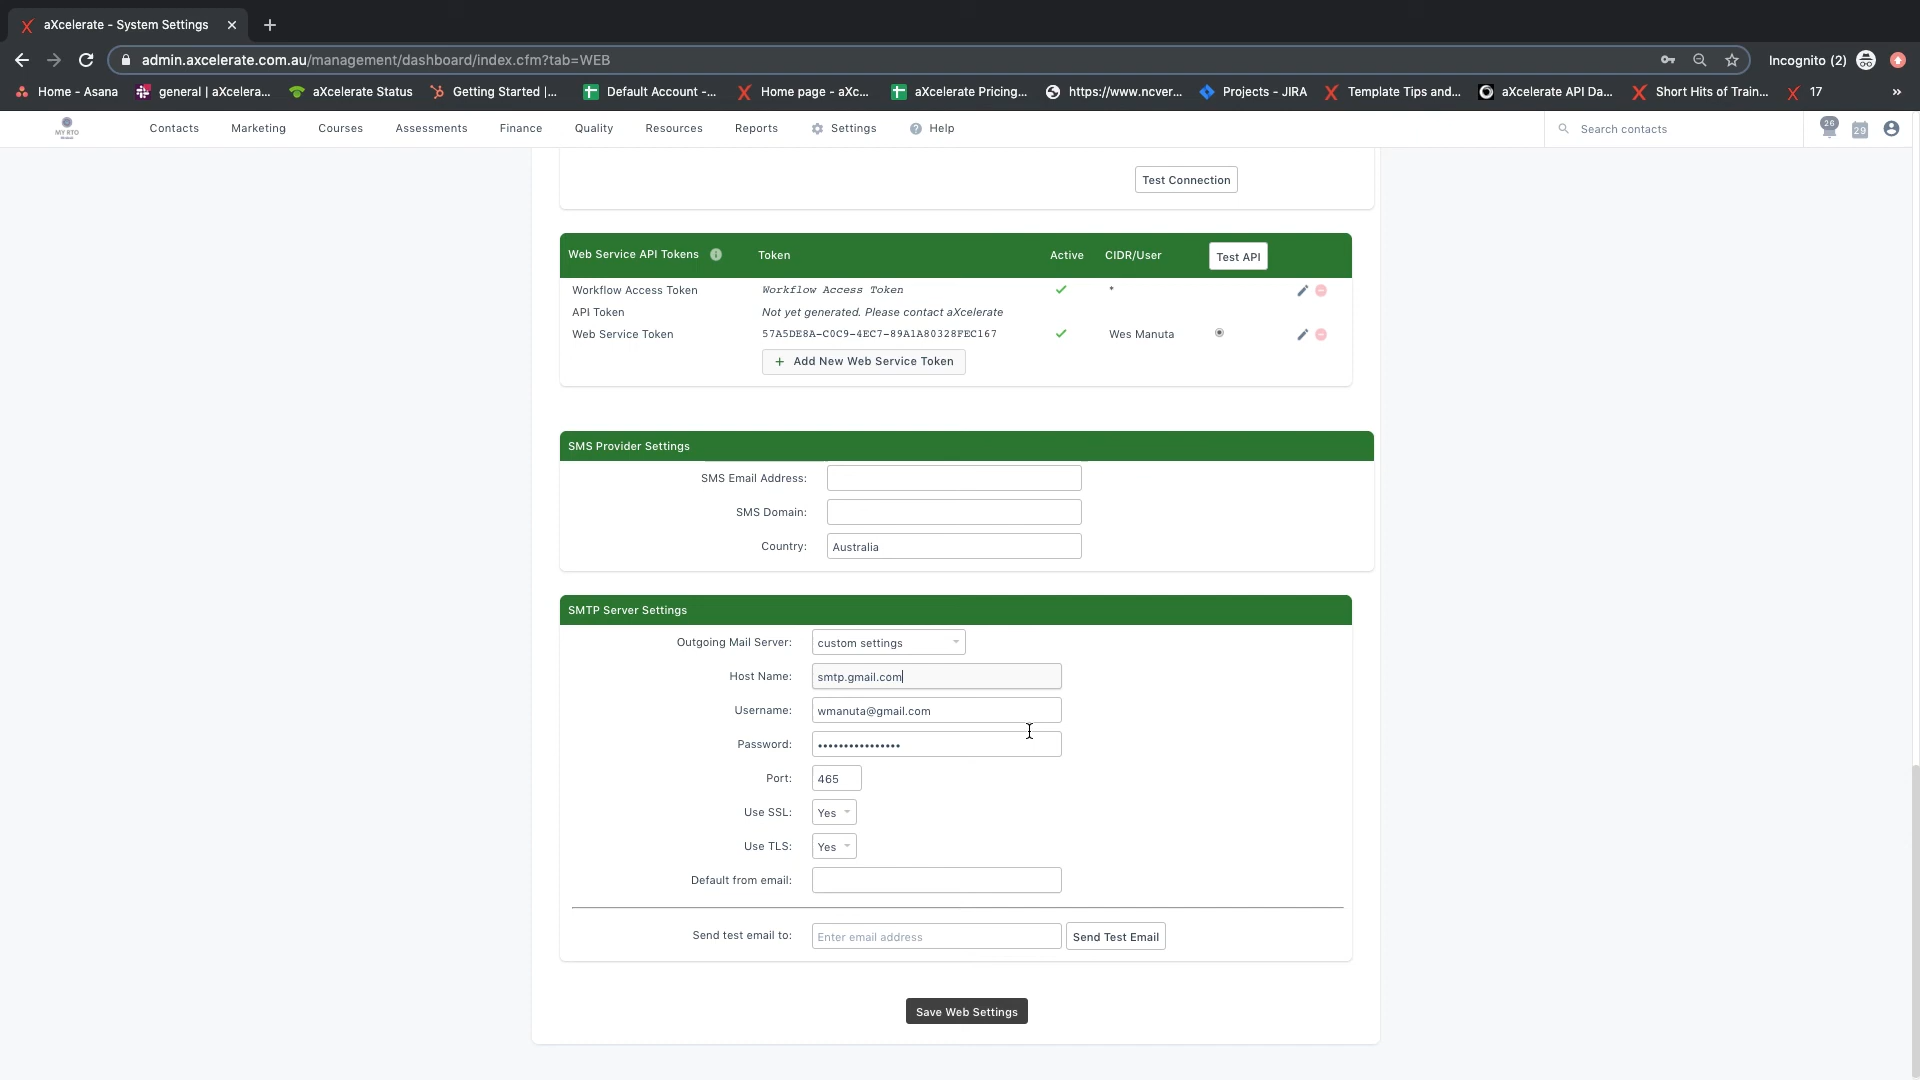 aXcelerate - System Settings
admin.axcelerate.com.au/management/dashboard/index.cfm?tab=WEB
Incognito (2)
Home - Asana
general | aXcelera...
aXcelerate Status
Getting Started |...
Default Account -...
Home page - aXc...
aXcelerate Pricing...
https://www.ncver...
Projects - JIRA
Template Tips and...
aXcelerate API Da...
Short Hits of Train...
17
»
MY RTO
Contacts
Marketing
Courses
Assessments
Finance
Quality
Resources
Reports
Settings
Help
Search contacts
26
29
Test Connection
Web Service API Tokens Token Active CIDR/User Test API
Workflow Access Token Workflow Access Token *
API Token Not yet generated. Please contact aXcelerate
Web Service Token 57A5DE8A-C0C9-4EC7-89A1A80328FEC167 Wes Manuta
+ Add New Web Service Token
SMS Provider Settings
SMS Email Address:
SMS Domain:
Country: Australia
SMTP Server Settings
Outgoing Mail Server: custom settings
Host Name: smtp.gmail.com
Username: wmanuta@gmail.com
Password: ••••••••••••••••
Port: 465
Use SSL: Yes
Use TLS: Yes
Default from email:
Send test email to: Enter email address Send Test Email
Save Web Settings